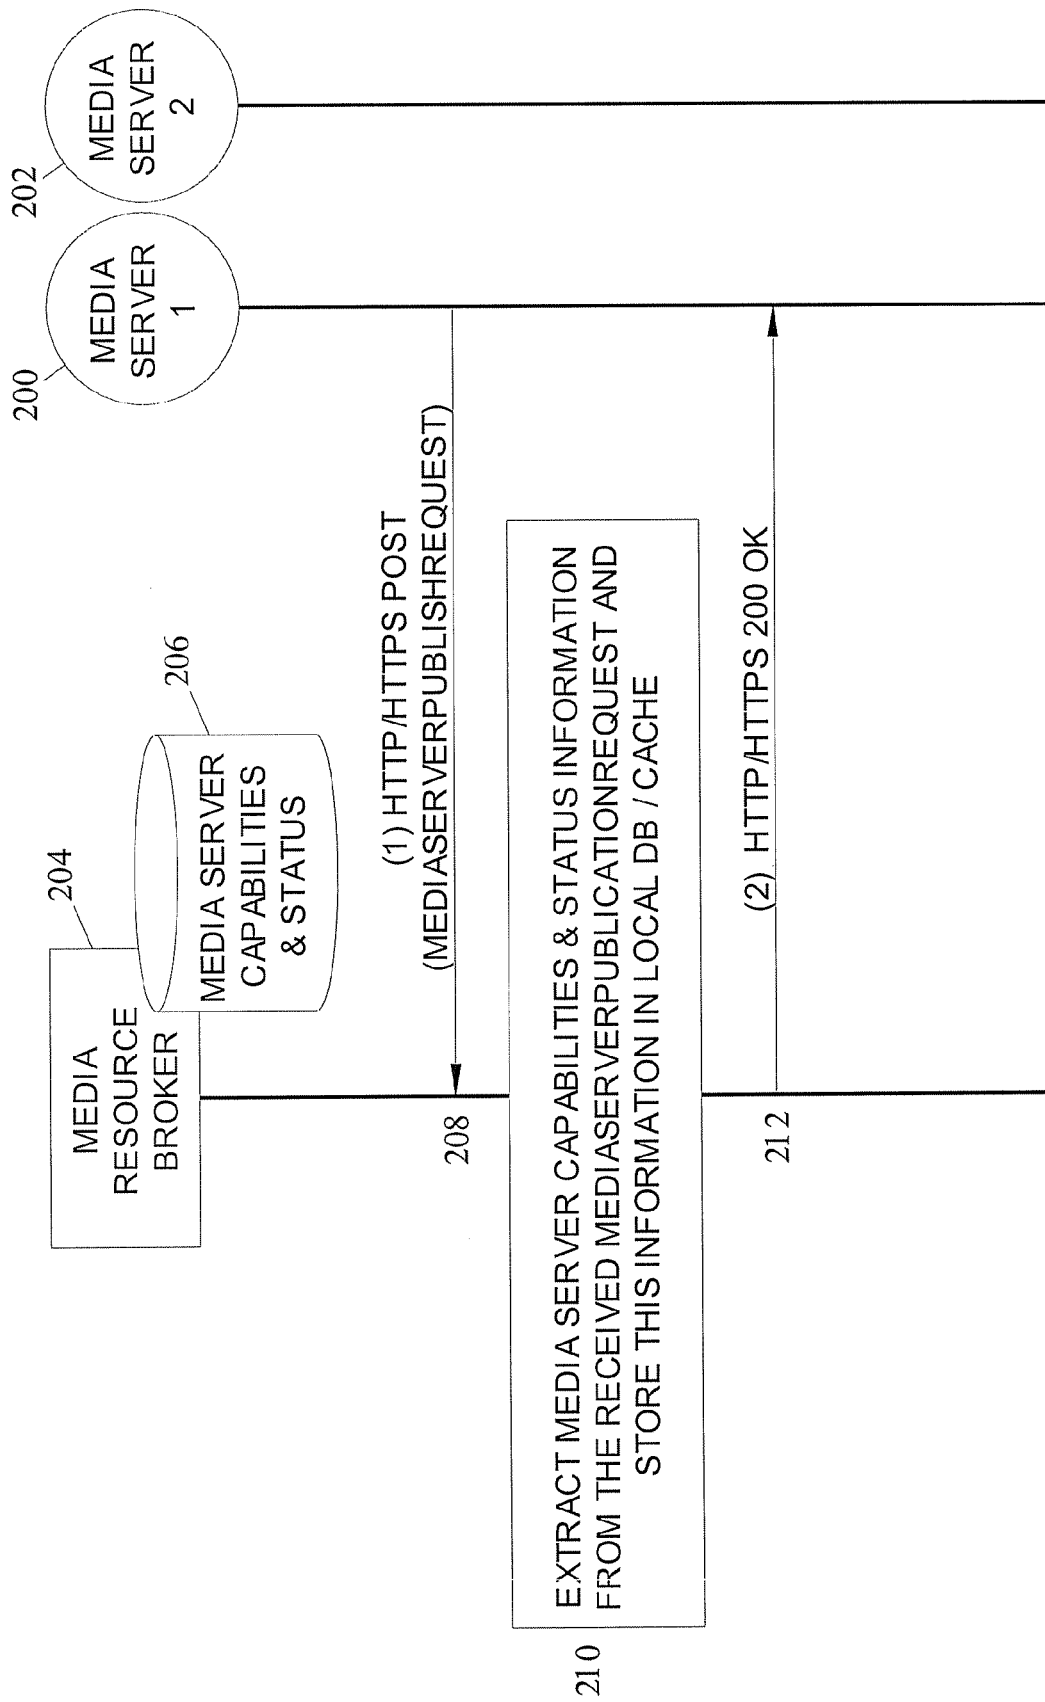 204
MEDIA
RESOURCE
BROKER
206
MEDIA SERVER
CAPABILITIES
& STATUS
200
MEDIA
SERVER
1
202
MEDIA
SERVER
2
(1) HTTP/HTTPS POST
(MEDIASERVERPUBLISHREQUEST)
208
210
EXTRACT MEDIA SERVER CAPABILITIES & STATUS INFORMATION
FROM THE RECEIVED MEDIASERVERPUBLICATIONREQUEST AND
STORE THIS INFORMATION IN LOCAL DB / CACHE
(2) HTTP/HTTPS 200 OK
212